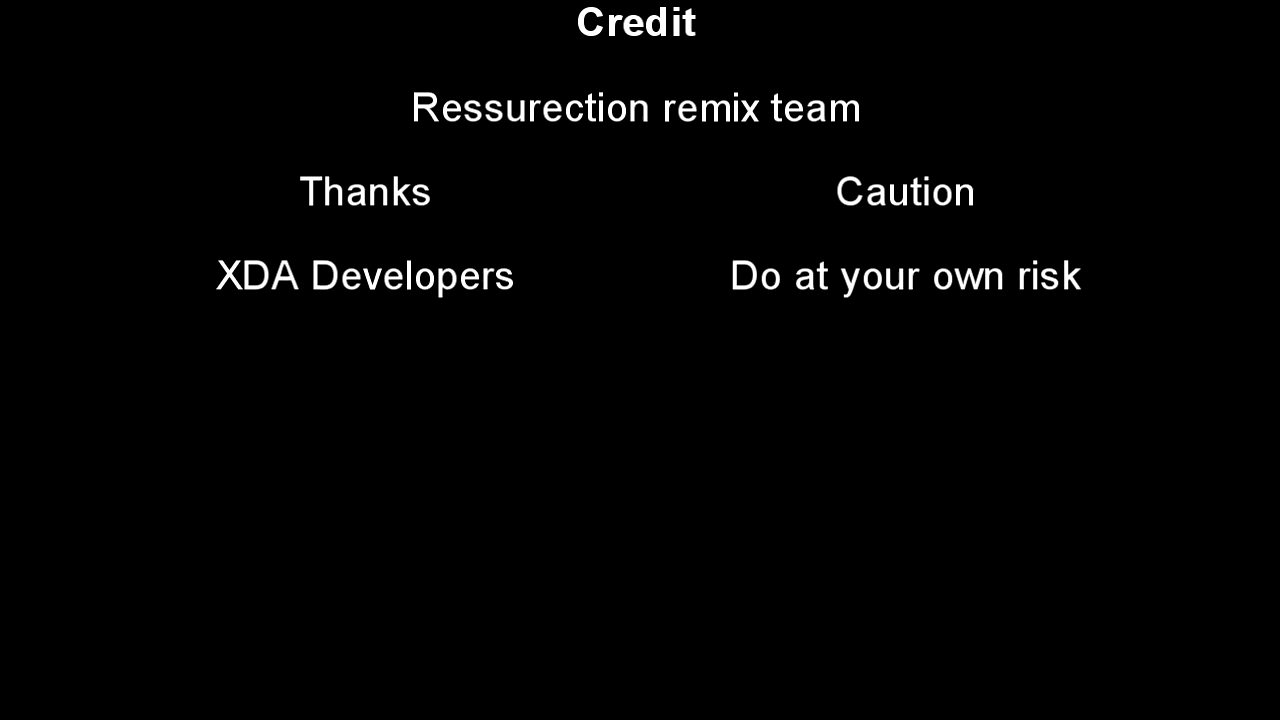 Credit
Ressurection remix team
Thanks
Caution
XDA Developers
Do at your own risk